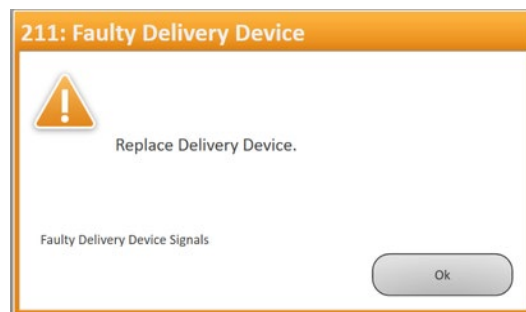 211: Faulty Delivery Device
Replace Delivery Device.
Faulty Delivery Device Signals
Ok